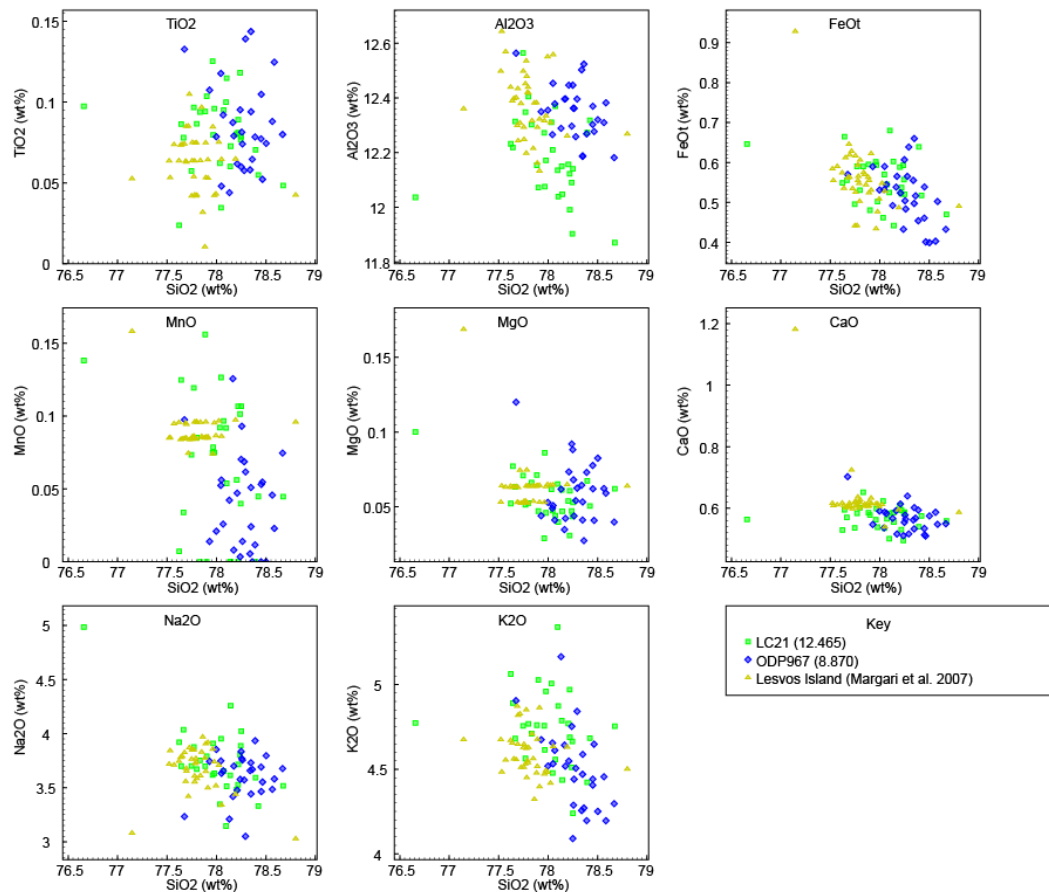 TiO2
Al2O3
FeOt
0.15
0.1
0.05
0
TiO2 (wt%)
76.5 77 77.5 78 78.5 79
SiO2 (wt%)
12.6
12.4
12.2
12
11.8
Al2O3 (wt%)
76.5 77 77.5 78 78.5 79
SiO2 (wt%)
0.9
0.8
0.7
0.6
0.5
0.4
FeOt (wt%)
76.5 77 77.5 78 78.5 79
SiO2 (wt%)
MnO
MgO
CaO
0.15
0.1
0.05
0
MnO (wt%)
76.5 77 77.5 78 78.5 79
SiO2 (wt%)
0.15
0.1
0.05
MgO (wt%)
76.5 77 77.5 78 78.5 79
SiO2 (wt%)
1.2
1
0.8
0.6
CaO (wt%)
76.5 77 77.5 78 78.5 79
SiO2 (wt%)
Na2O
K2O
5
4.5
4
3.5
3
Na2O (wt%)
76.5 77 77.5 78 78.5 79
SiO2 (wt%)
5
4.5
4
K2O (wt%)
76.5 77 77.5 78 78.5 79
SiO2 (wt%)
Key
LC21 (12.465)
ODP967 (8.870)
Lesvos Island (Margari et al. 2007)